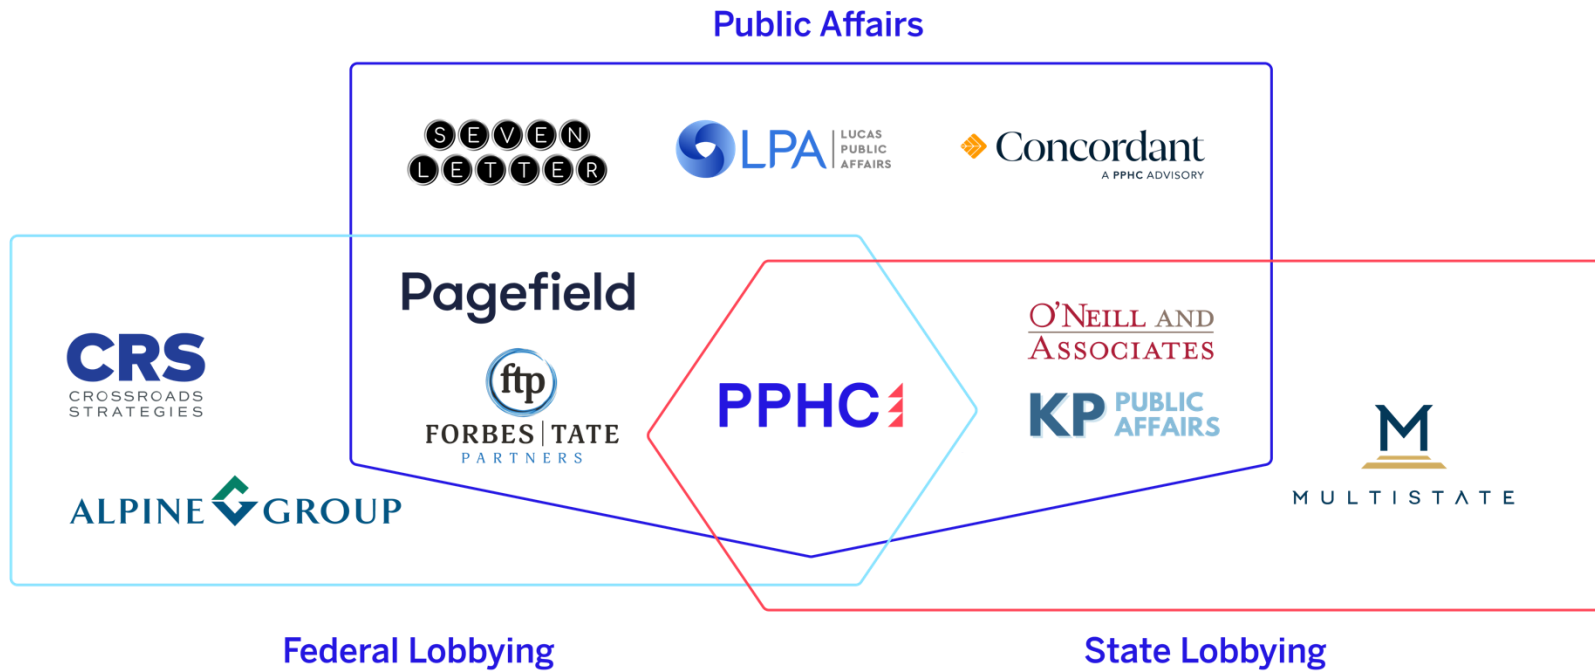 Public Affairs
SEVEN
LETTER
LPA
LUCAS
PUBLIC
AFFAIRS
Concordant
A PPHC ADVISORY
Pagefield
ftp
FORBES|TATE
PARTNERS
CRS
CROSSROADS
STRATEGIES
ALPINE GROUP
PPHC
O'NEILL AND
ASSOCIATES
KP PUBLIC
AFFAIRS
M
MULTISTATE
Federal Lobbying
State Lobbying